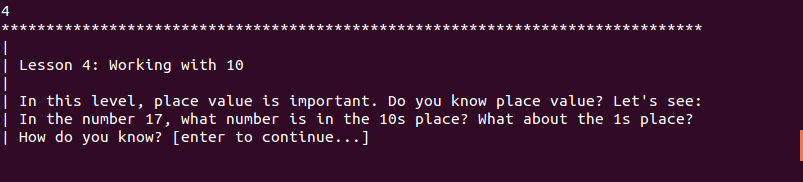 4
******************************************************************************
|
| Lesson 4: Working with 10
|
| In this level, place value is important. Do you know place value? Let's see:
| In the number 17, what number is in the 10s place? What about the 1s place?
| How do you know? [enter to continue...]